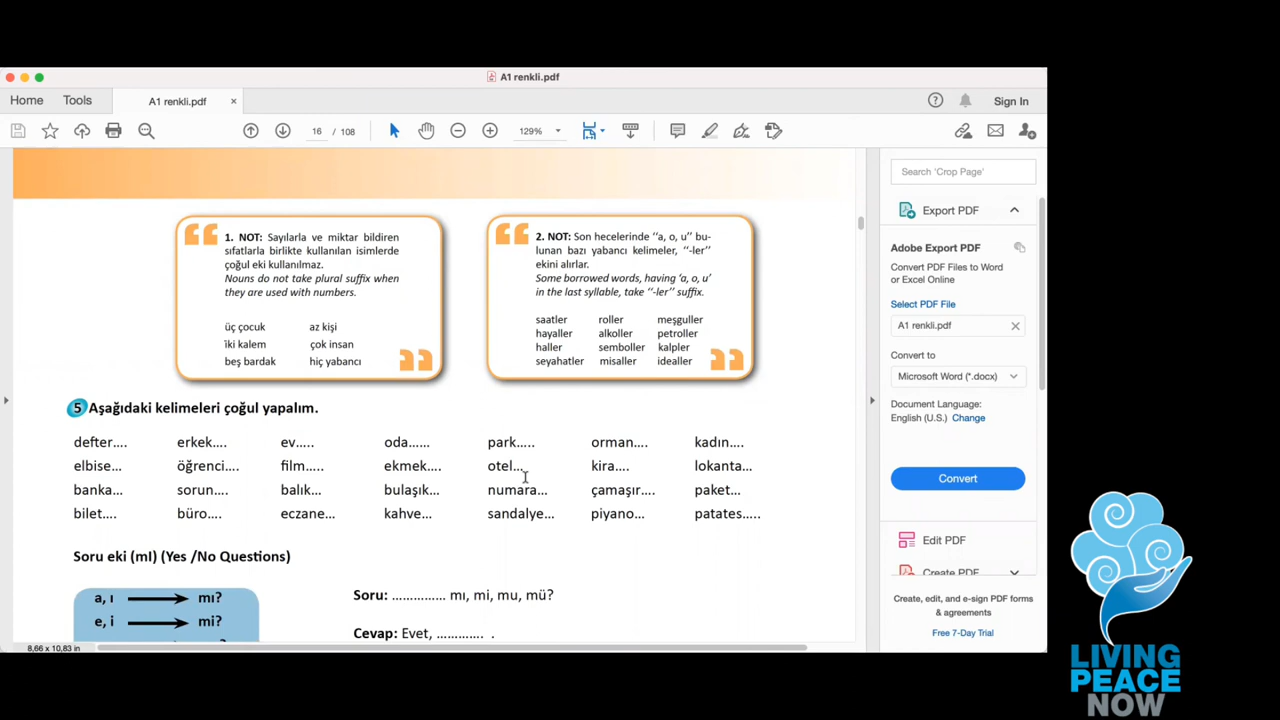 A1 renkli.pdf
Home Tools A1 renkli.pdf × Sign In
16 / 108 129%
1. NOT: Sayılarla ve miktar bildiren
sıfatlarla birlikte kullanılan isimlerde
çoğul eki kullanılmaz.
Nouns do not take plural suffix when
they are used with numbers.
üç çocuk az kişi
iki kalem çok insan
beş bardak hiç yabancı
2. NOT: Son hecelerinde ‘‘a, o, u’’ bu-
lunan bazı yabancı kelimeler, ‘‘-ler’’
ekini alırlar.
Some borrowed words, having ‘a, o, u’
in the last syllable, take ‘‘-ler’’ suffix.
saatler roller meşguller
hayaller alkoller petroller
haller semboller kalpler
seyahatler misaller idealler
5 Aşağıdaki kelimeleri çoğul yapalım.
defter.... erkek.... ev..... oda...... park..... orman.... kadın....
elbise... öğrenci.... film..... ekmek.... otel... kira.... lokanta...
banka... sorun.... balık... bulaşık... numara... çamaşır.... paket...
bilet.... büro.... eczane... kahve... sandalye... piyano... patates.....
Soru eki (mI) (Yes /No Questions)
a, ı mı?
e, i mi?
Soru: .............. mı, mi, mu, mü?
Cevap: Evet, ............ .
8,66 x 10,83 in
Search 'Crop Page'
Export PDF
Adobe Export PDF
Convert PDF Files to Word
or Excel Online
Select PDF File
A1 renkli.pdf
Convert to
Microsoft Word (*.docx)
Document Language:
English (U.S.) Change
Convert
Edit PDF
Create PDF
Create, edit, and e-sign PDF forms
& agreements
Free 7-Day Trial
LIVING
PEACE
NOW